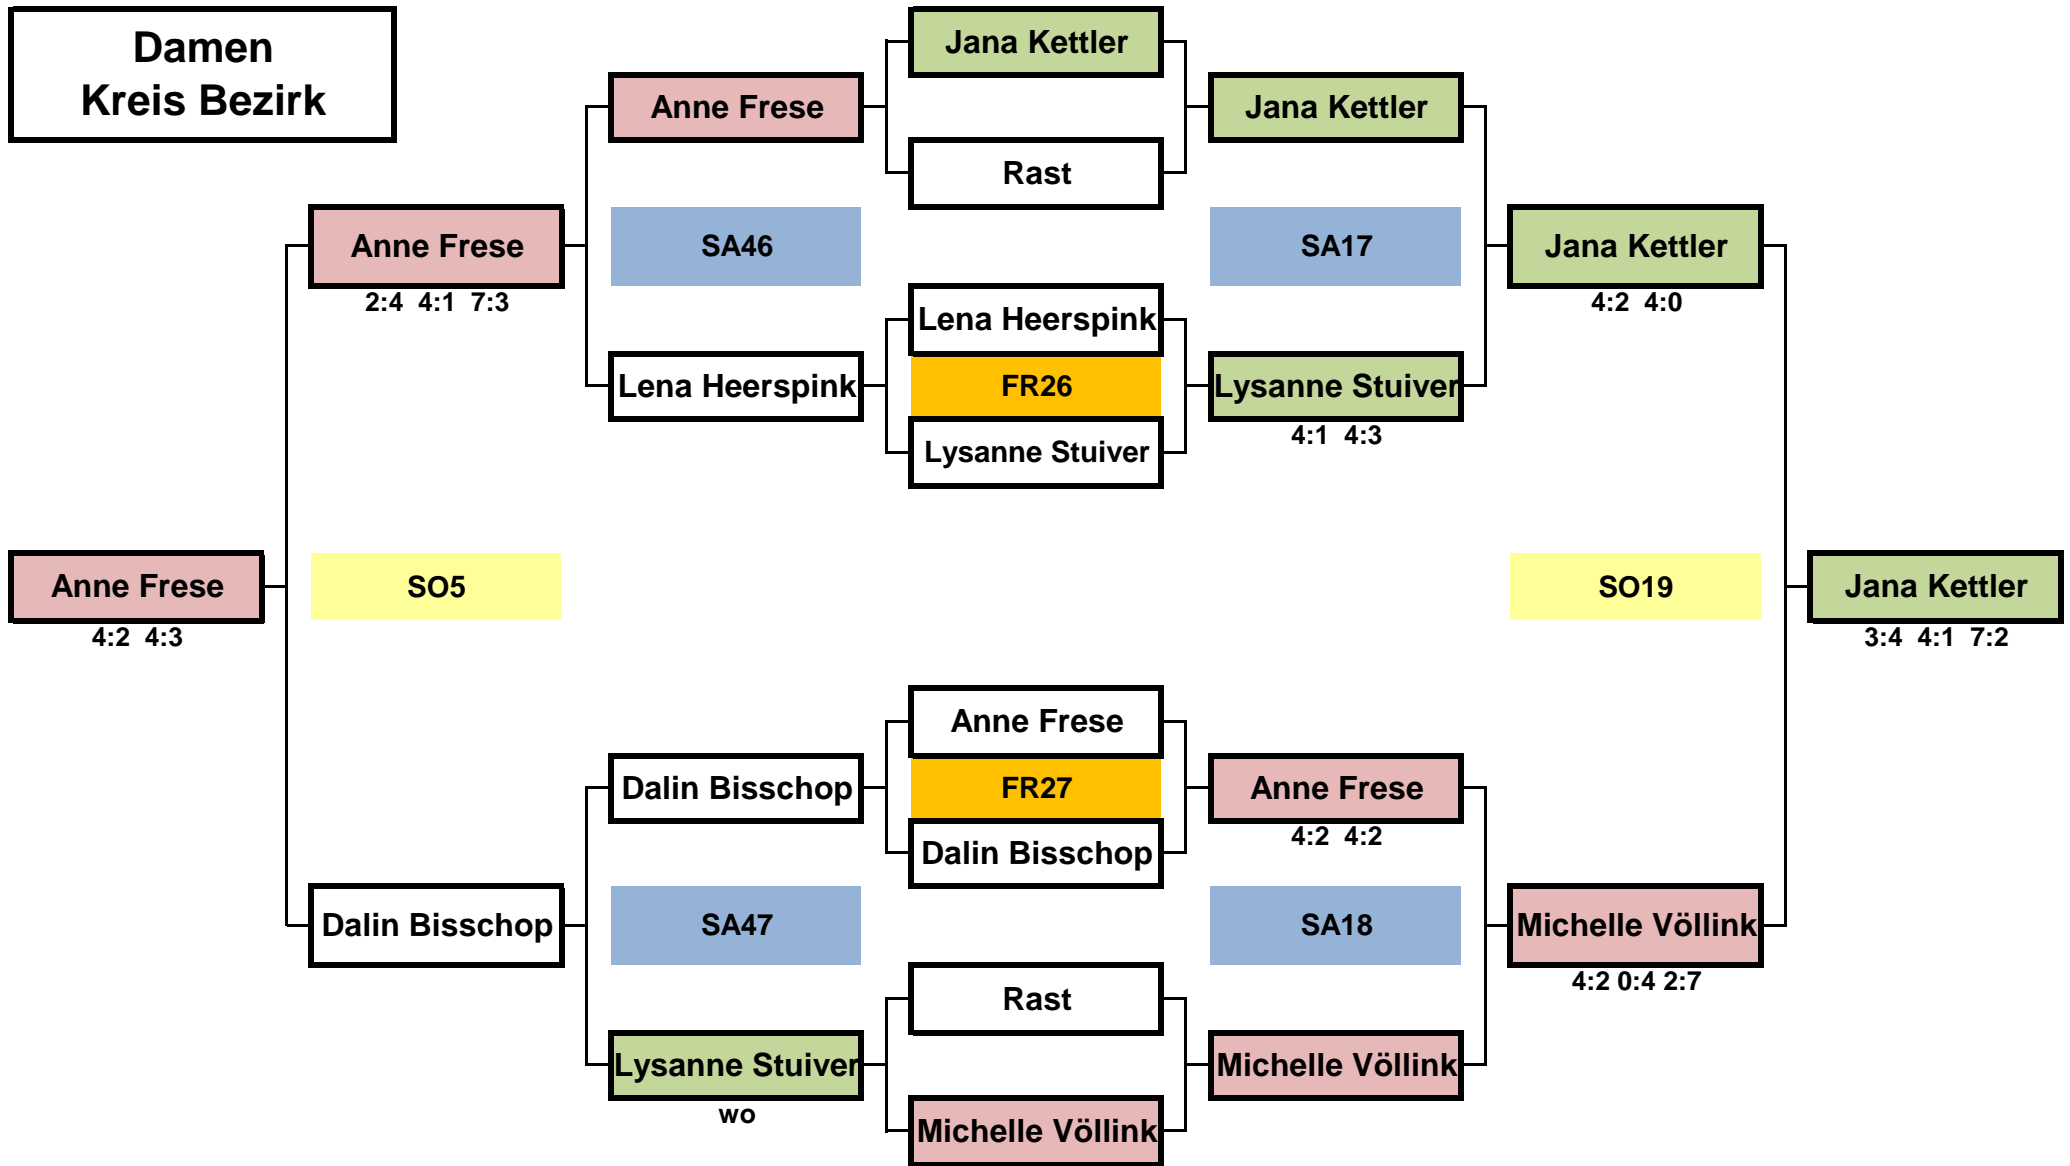 Damen
Kreis Bezirk
Jana Kettler
Anne Frese
Jana Kettler
Rast
Anne Frese
SA46
SA17
Jana Kettler
2:4 4:1 7:3
Lena Heerspink
4:2 4:0
Lena Heerspink
FR26
Lysanne Stuiver
Lysanne Stuiver
4:1 4:3
Anne Frese
SO5
SO19
Jana Kettler
4:2 4:3
3:4 4:1 7:2
Anne Frese
Dalin Bisschop
FR27
Anne Frese
Dalin Bisschop
4:2 4:2
Dalin Bisschop
SA47
SA18
Michelle Völlink
4:2 0:4 2:7
Rast
Lysanne Stuiver
Michelle Völlink
wo
Michelle Völlink